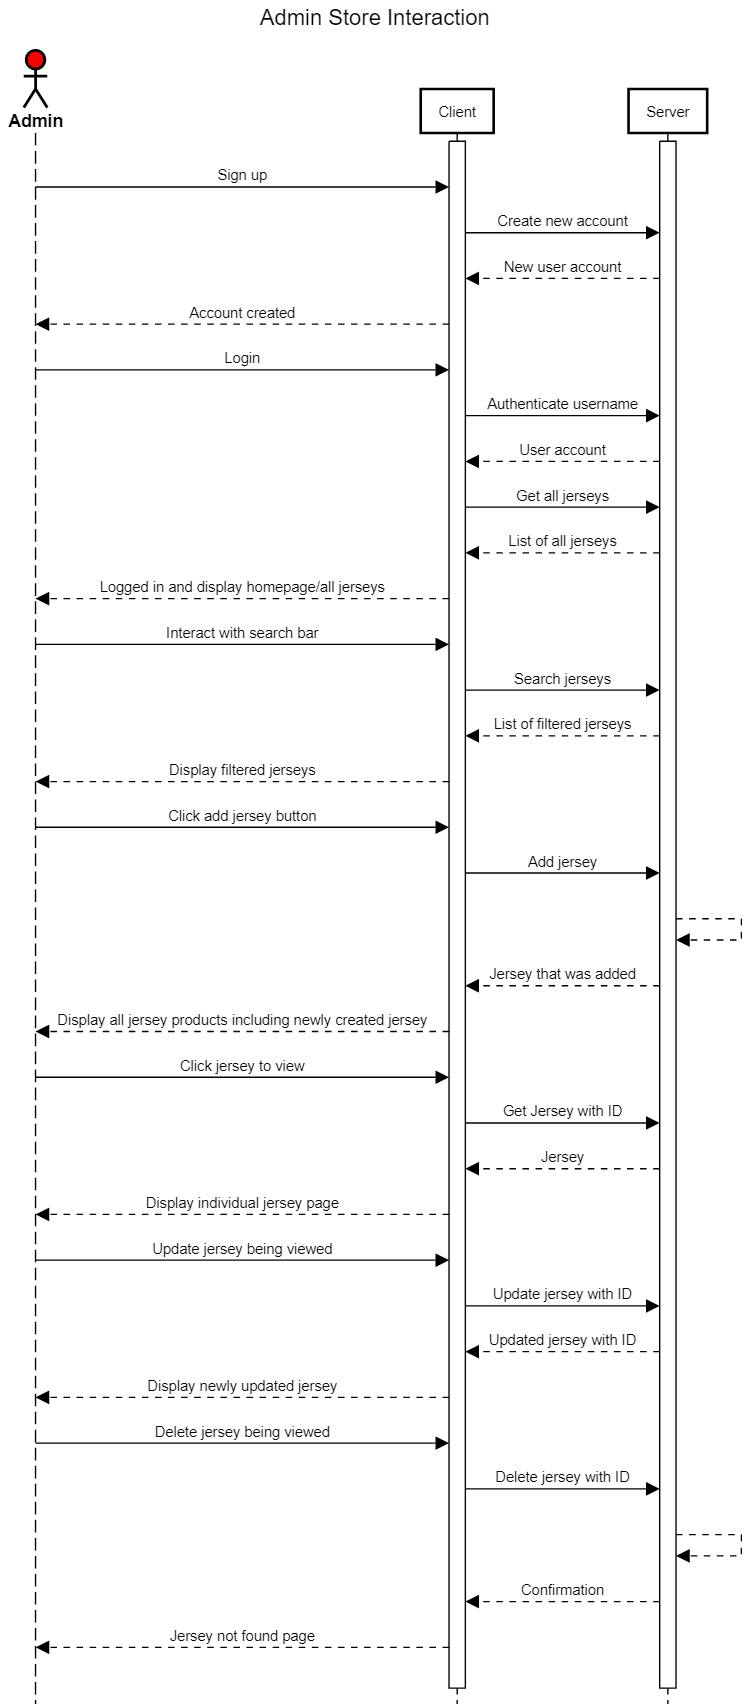 Admin Store Interaction
Admin
Client
Server
Sign up
Create new account
New user account
Account created
Login
Authenticate username
User account
Get all jerseys
List of all jerseys
Logged in and display homepage/all jerseys
Interact with search bar
Search jerseys
List of filtered jerseys
Display filtered jerseys
Click add jersey button
Add jersey
Jersey that was added
Display all jersey products including newly created jersey
Click jersey to view
Get Jersey with ID
Jersey
Display individual jersey page
Update jersey being viewed
Update jersey with ID
Updated jersey with ID
Display newly updated jersey
Delete jersey being viewed
Delete jersey with ID
Confirmation
Jersey not found page